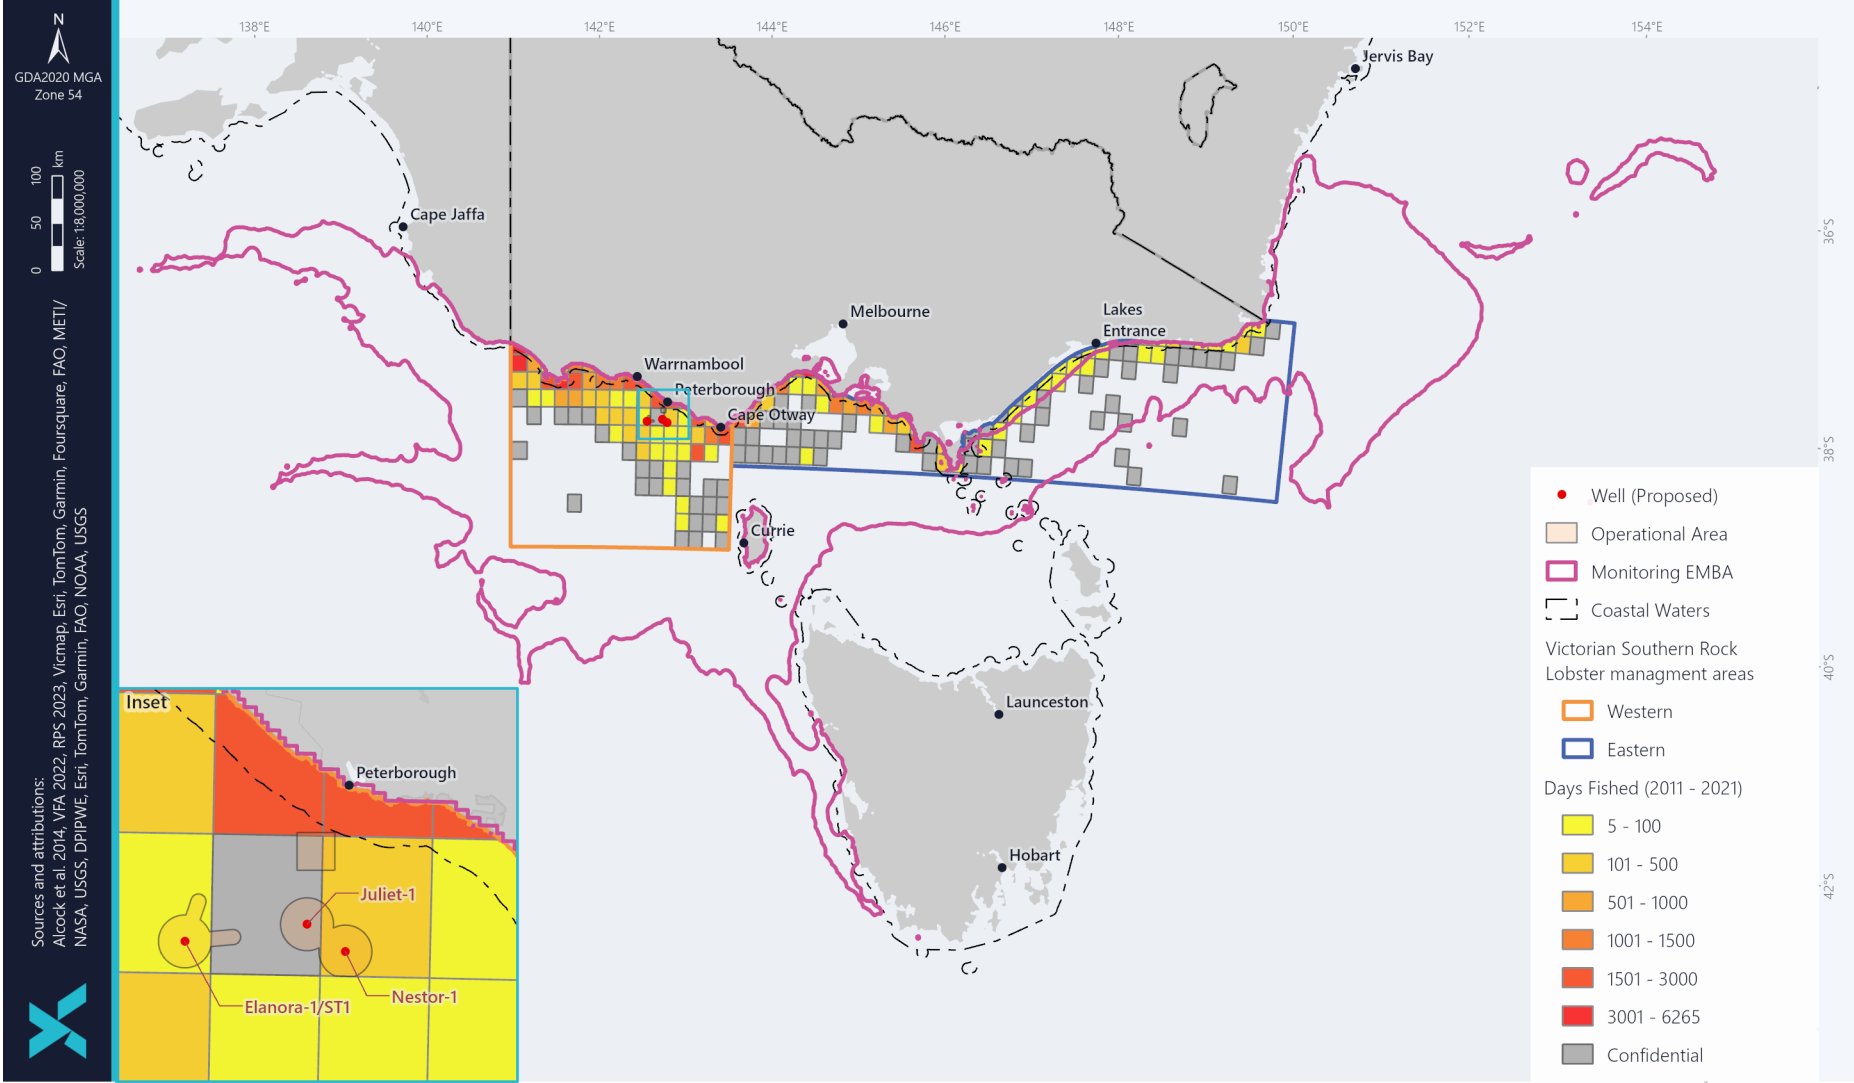 N
GDA2020 MGA
Zone 54
0 50 100 km
Scale: 1:8,000,000
Sources and attributions:
Alcock et al. 2014, VFA 2022, RPS 2023, Vicmap, Esri, TomTom, Garmin, Foursquare, FAO, METI/
NASA, USGS, DPIPWE, Esri, TomTom, Garmin, FAO, NOAA, USGS
138°E 140°E 142°E 144°E 146°E 148°E 150°E 152°E 154°E
36°S
38°S
40°S
42°S
Jervis Bay
Cape Jaffa
Melbourne
Lakes
Entrance
Warrnambool
Peterborough
Cape Otway
Currie
Launceston
Hobart
Inset
Peterborough
Juliet-1
Nestor-1
Elanora-1/ST1
Well (Proposed)
Operational Area
Monitoring EMBA
Coastal Waters
Victorian Southern Rock
Lobster managment areas
Western
Eastern
Days Fished (2011 - 2021)
5 - 100
101 - 500
501 - 1000
1001 - 1500
1501 - 3000
3001 - 6265
Confidential